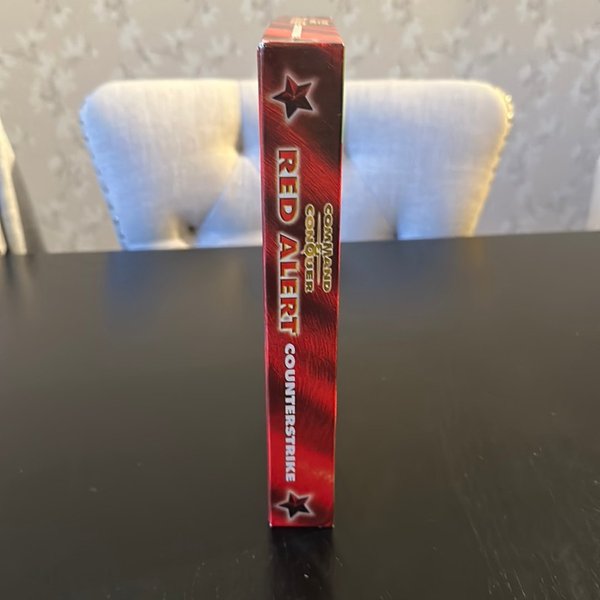 COMMAND
& CONQUER
RED ALERT
COUNTERSTRIKE